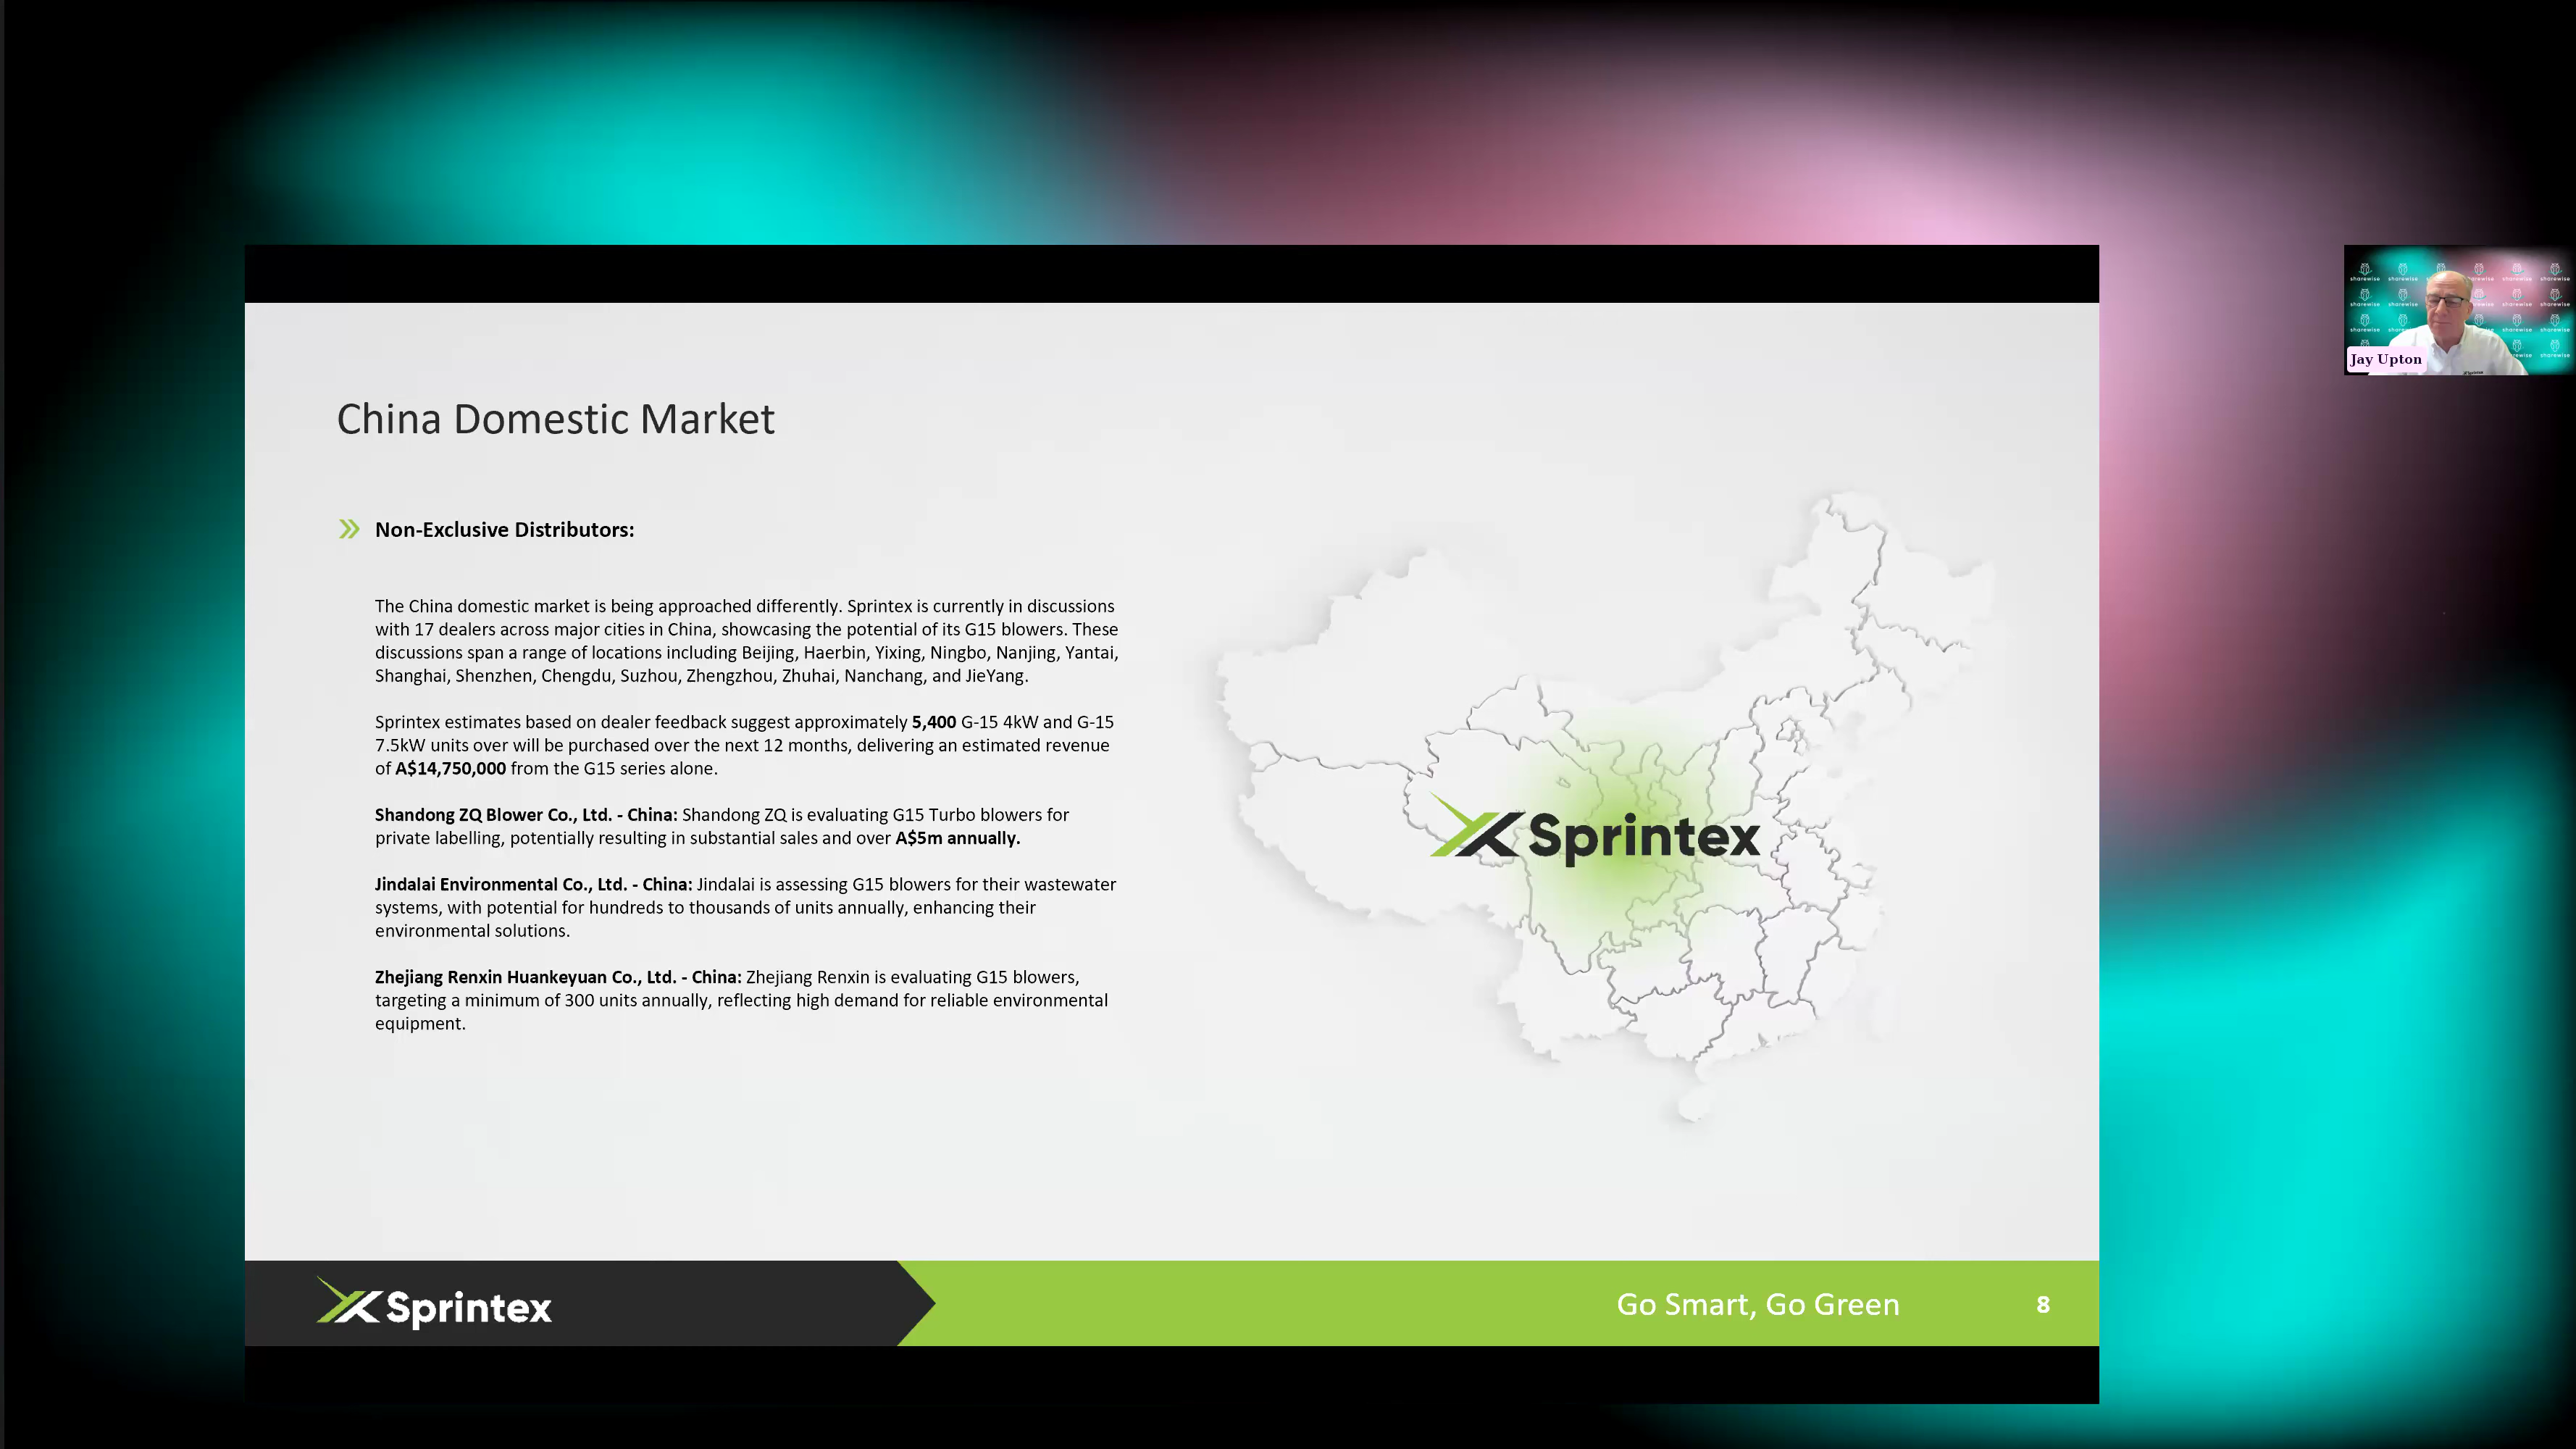 China Domestic Market
Non-Exclusive Distributors:
The China domestic market is being approached differently. Sprintex is currently in discussions
with 17 dealers across major cities in China, showcasing the potential of its G15 blowers. These
discussions span a range of locations including Beijing, Haerbin, Yixing, Ningbo, Nanjing, Yantai,
Shanghai, Shenzhen, Chengdu, Suzhou, Zhengzhou, Zhuhai, Nanchang, and JieYang.
Sprintex estimates based on dealer feedback suggest approximately 5,400 G-15 4kW and G-15
7.5kW units over will be purchased over the next 12 months, delivering an estimated revenue
of A$14,750,000 from the G15 series alone.
Shandong ZQ Blower Co., Ltd. - China: Shandong ZQ is evaluating G15 Turbo blowers for
private labelling, potentially resulting in substantial sales and over A$5m annually.
Jindalai Environmental Co., Ltd. - China: Jindalai is assessing G15 blowers for their wastewater
systems, with potential for hundreds to thousands of units annually, enhancing their
environmental solutions.
Zhejiang Renxin Huankeyuan Co., Ltd. - China: Zhejiang Renxin is evaluating G15 blowers,
targeting a minimum of 300 units annually, reflecting high demand for reliable environmental
equipment.
Sprintex
Sprintex
Go Smart, Go Green
8
sharewise
Jay Upton